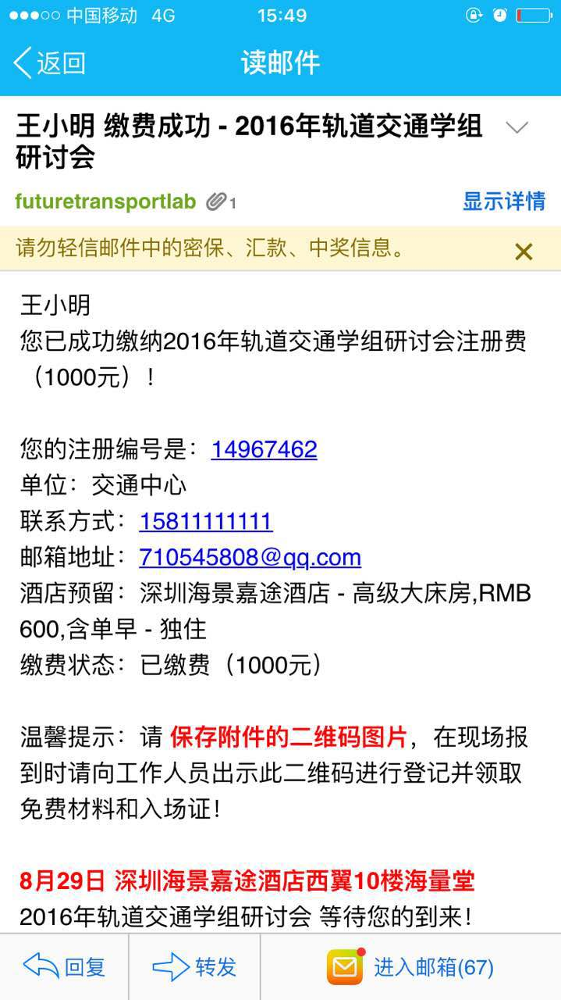 中国移动 4G 15:49
返回 读邮件
王小明 缴费成功 - 2016年轨道交通学组
研讨会
futuretransportlab 1 显示详情
请勿轻信邮件中的密保、汇款、中奖信息。
王小明
您已成功缴纳2016年轨道交通学组研讨会注册费
（1000元）！
您的注册编号是：14967462
单位：交通中心
联系方式：15811111111
邮箱地址：710545808@qq.com
酒店预留：深圳海景嘉途酒店 - 高级大床房,RMB
600,含单早 - 独住
缴费状态：已缴费（1000元）
温馨提示：请 保存附件的二维码图片，在现场报
到时请向工作人员出示此二维码进行登记并领取
免费材料和入场证！
8月29日 深圳海景嘉途酒店西翼10楼海量堂
2016年轨道交通学组研讨会 等待您的到来！
回复 转发 进入邮箱(67)